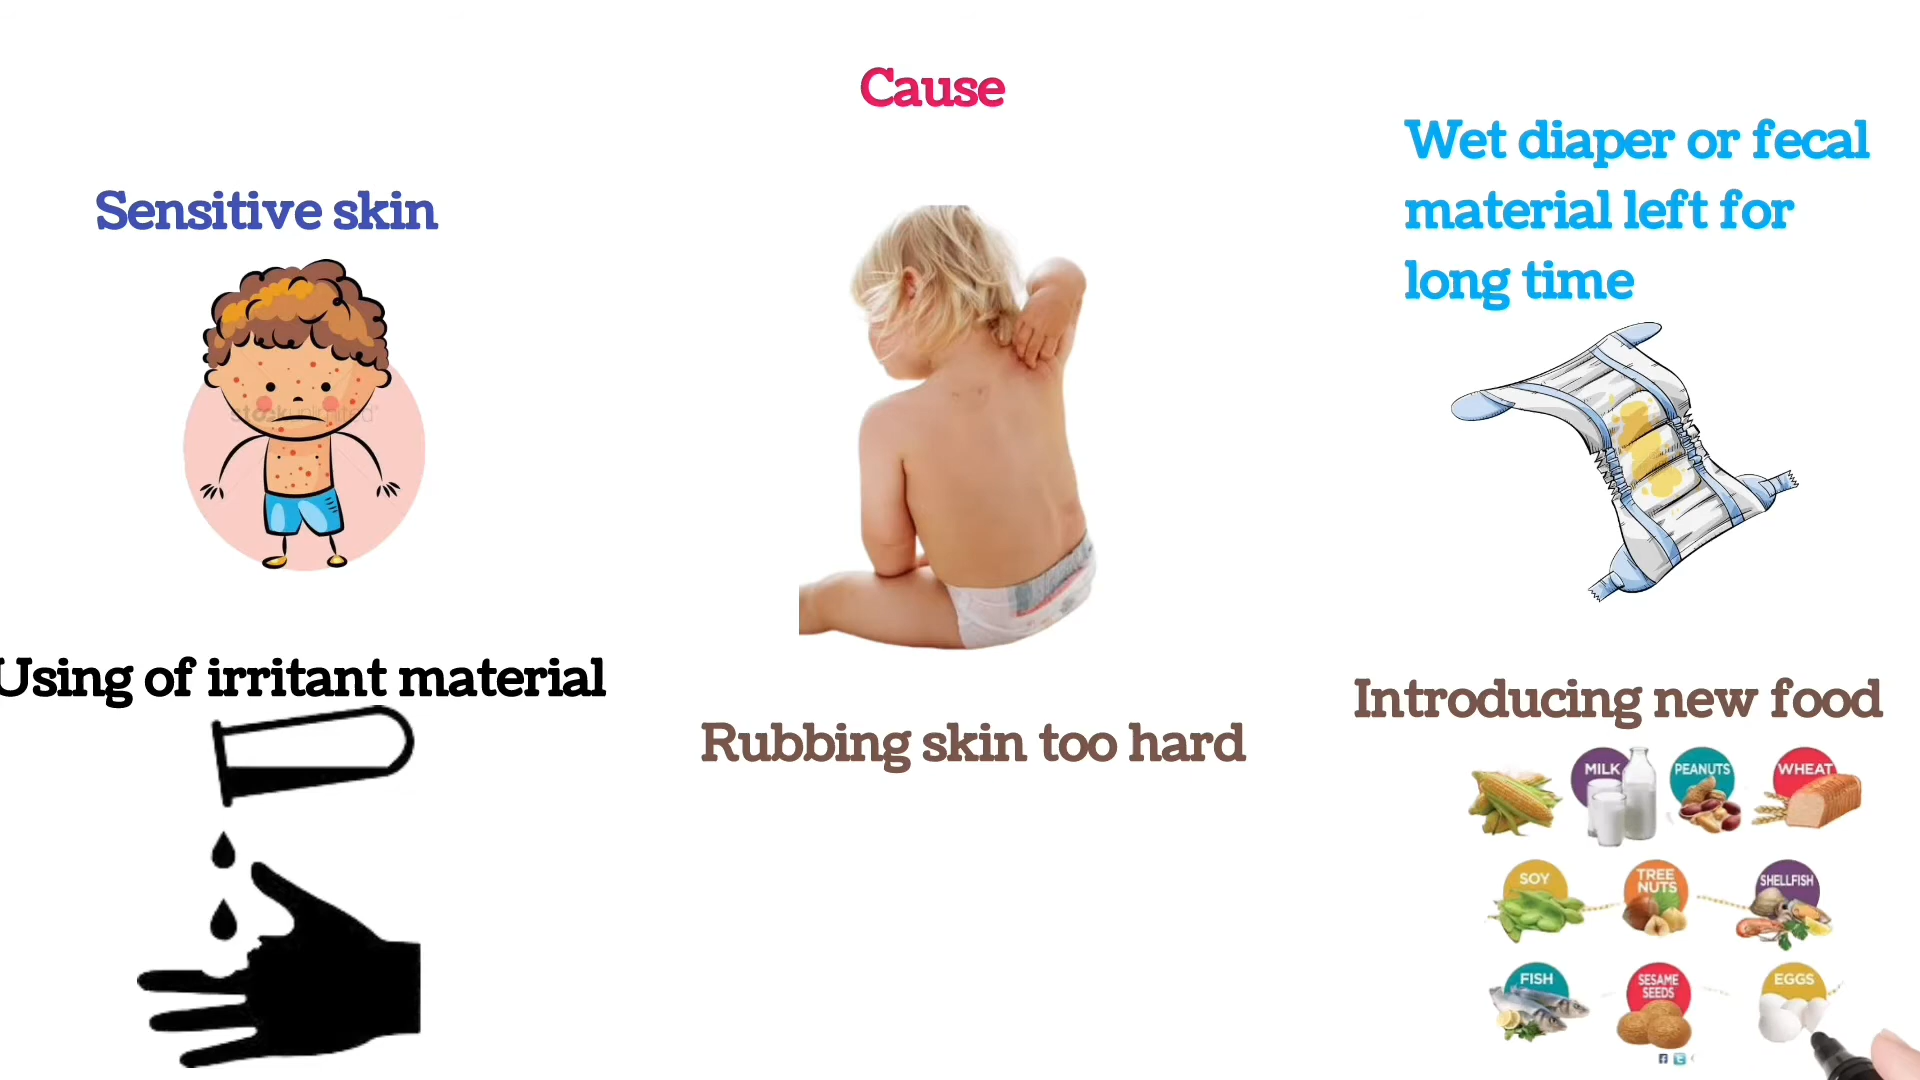 Cause
Sensitive skin
Wet diaper or fecal
material left for
long time
Using of irritant material
Rubbing skin too hard
Introducing new food
MILK
PEANUTS
WHEAT
SOY
TREE
NUTS
SHELLFISH
FISH
SESAME
SEEDS
EGGS